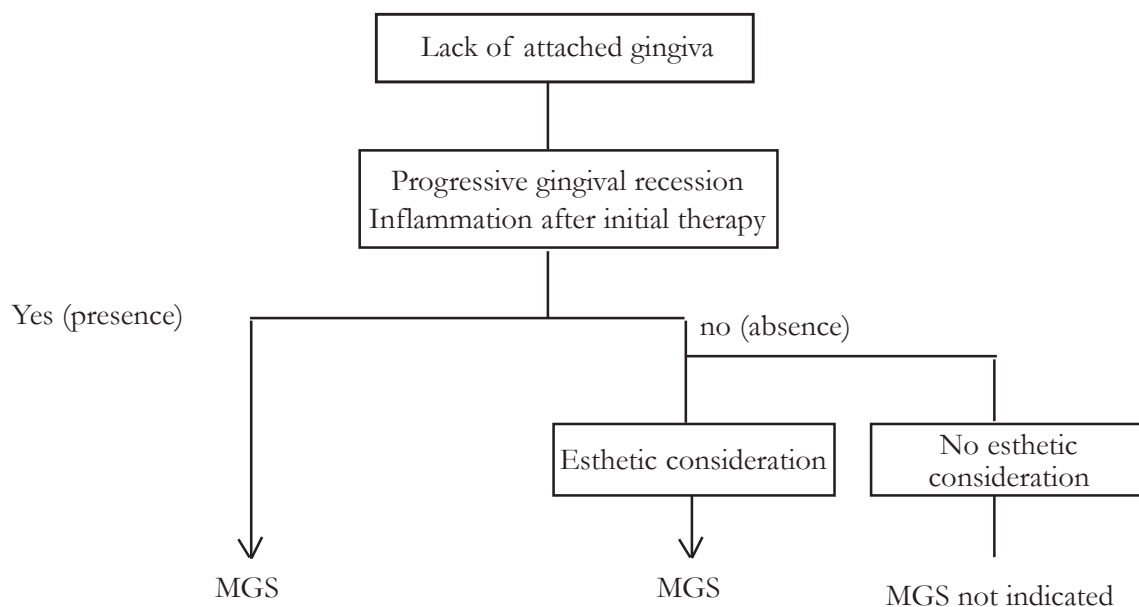 Lack of attached gingiva
Progressive gingival recession
Inflammation after initial therapy
Yes (presence)
no (absence)
Esthetic consideration
No esthetic
consideration
MGS
MGS
MGS not indicated